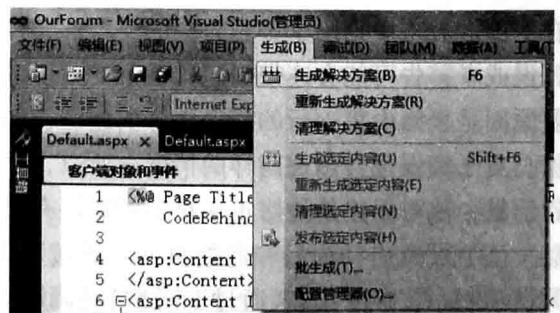 OurForum - Microsoft Visual Studio(管理员)
文件(F) 编辑(E) 视图(V) 项目(P) 生成(B) 调试(D) 团队(M) 数据(A) 工具(
Internet Exp
生成解决方案(B) F6
重新生成解决方案(R)
清理解决方案(C)
生成选定内容(U) Shift+F6
重新生成选定内容(E)
清理选定内容(N)
发布选定内容(H)
批生成(T)...
配置管理器(O)...
Default.aspx × Default.aspx
客户端对象和事件
1 <%@ Page Title
2 CodeBehind
3
4 <asp:Content I
5 </asp:Content>
6 <asp:Content I